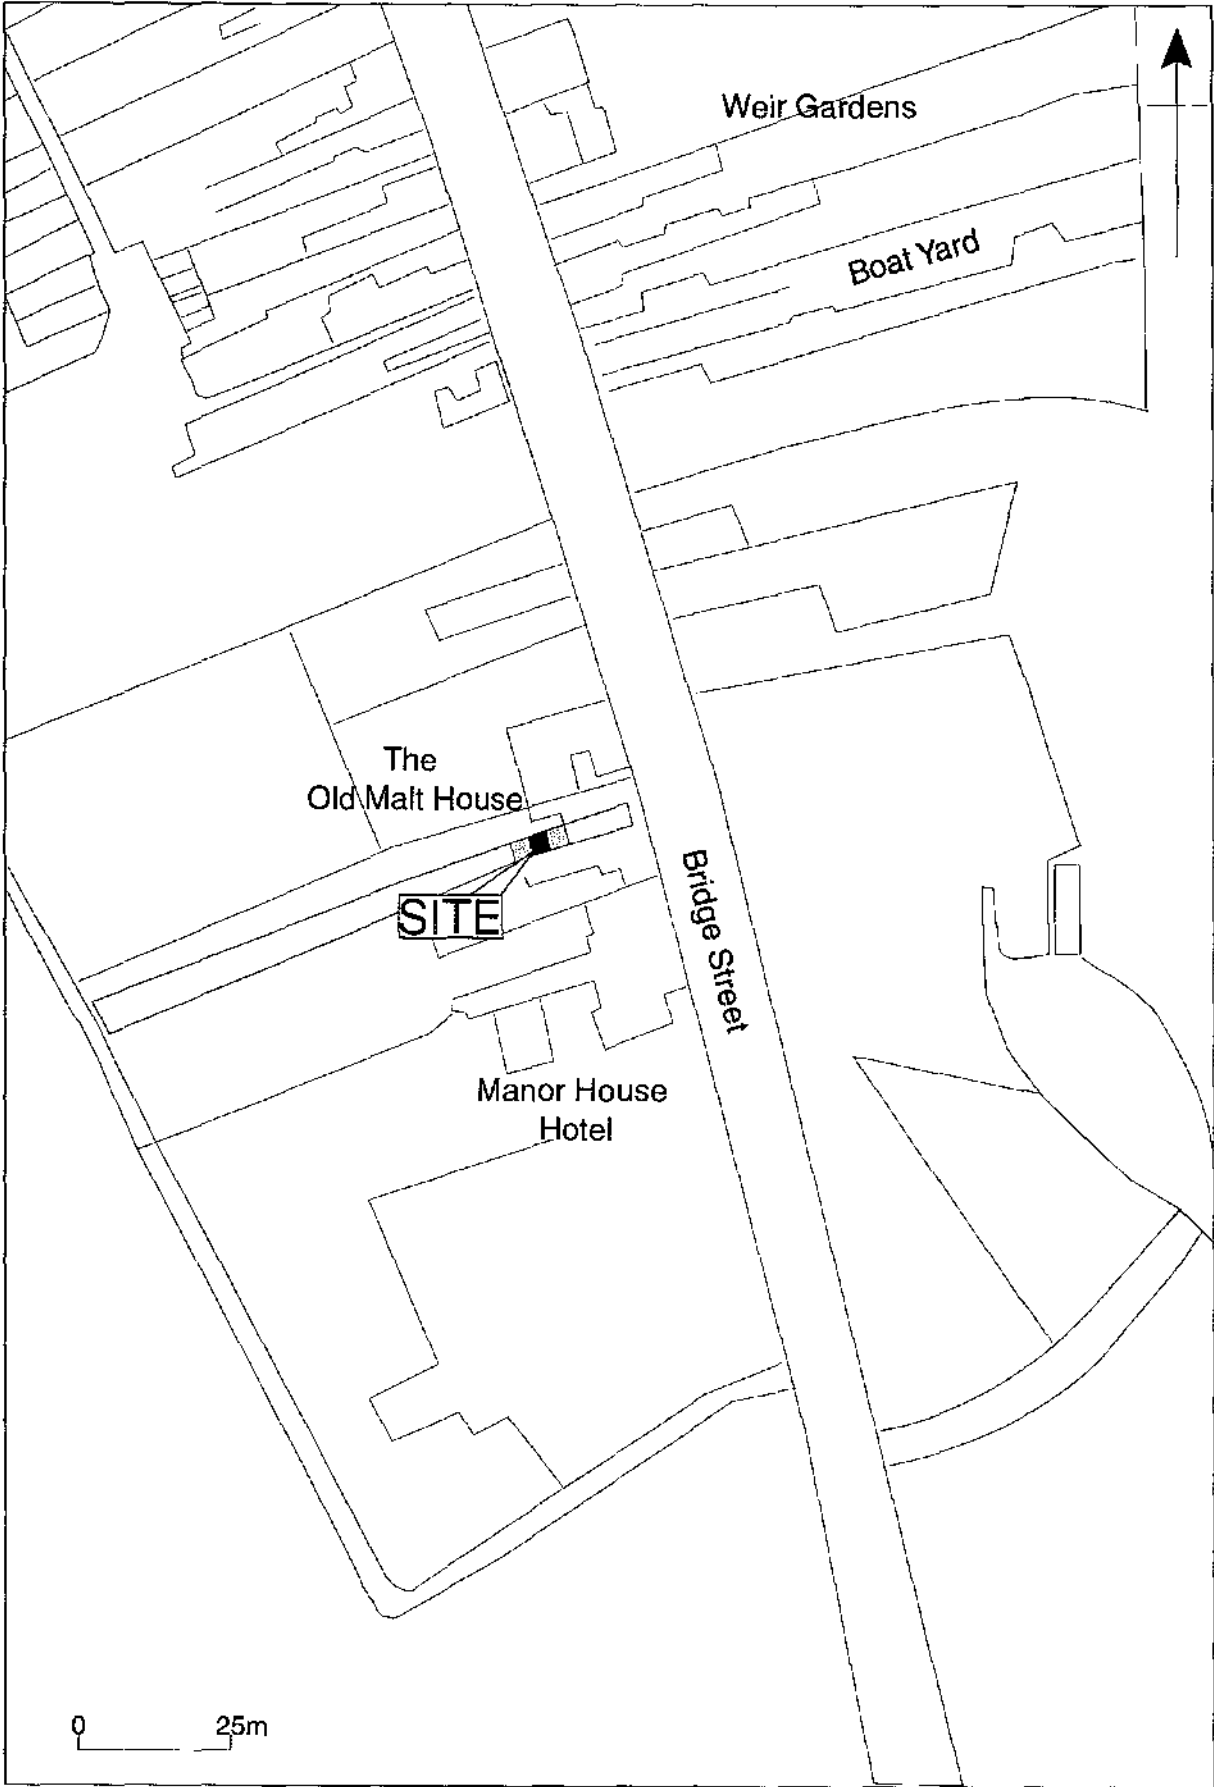 Weir Gardens
Boat Yard
The
Old Malt House
SITE
Bridge Street
Manor House
Hotel
0 25m